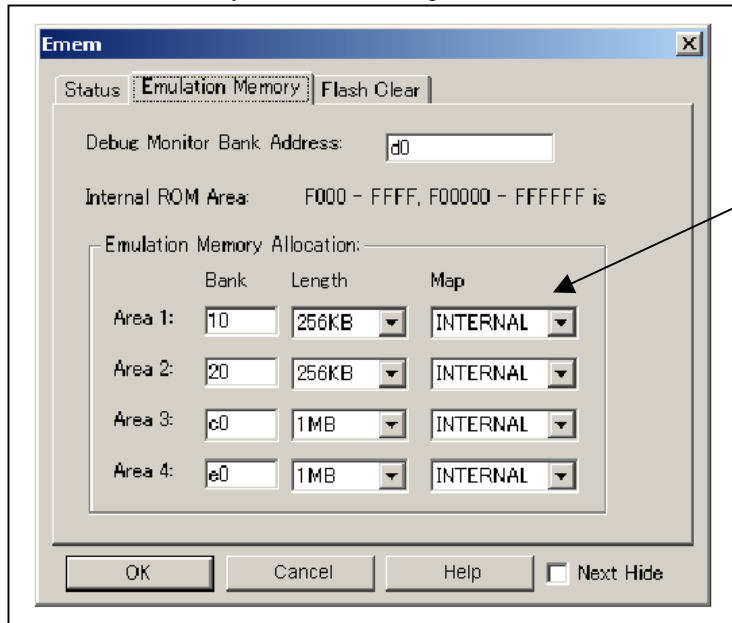 Emem
Status Emulation Memory Flash Clear
Debug Monitor Bank Address: d0
Internal ROM Area: F000 - FFFF, F00000 - FFFFFF is
Emulation Memory Allocation:
Bank Length Map
Area 1: 10 256KB INTERNAL
Area 2: 20 256KB INTERNAL
Area 3: c0 1MB INTERNAL
Area 4: e0 1MB INTERNAL
OK Cancel Help Next Hide